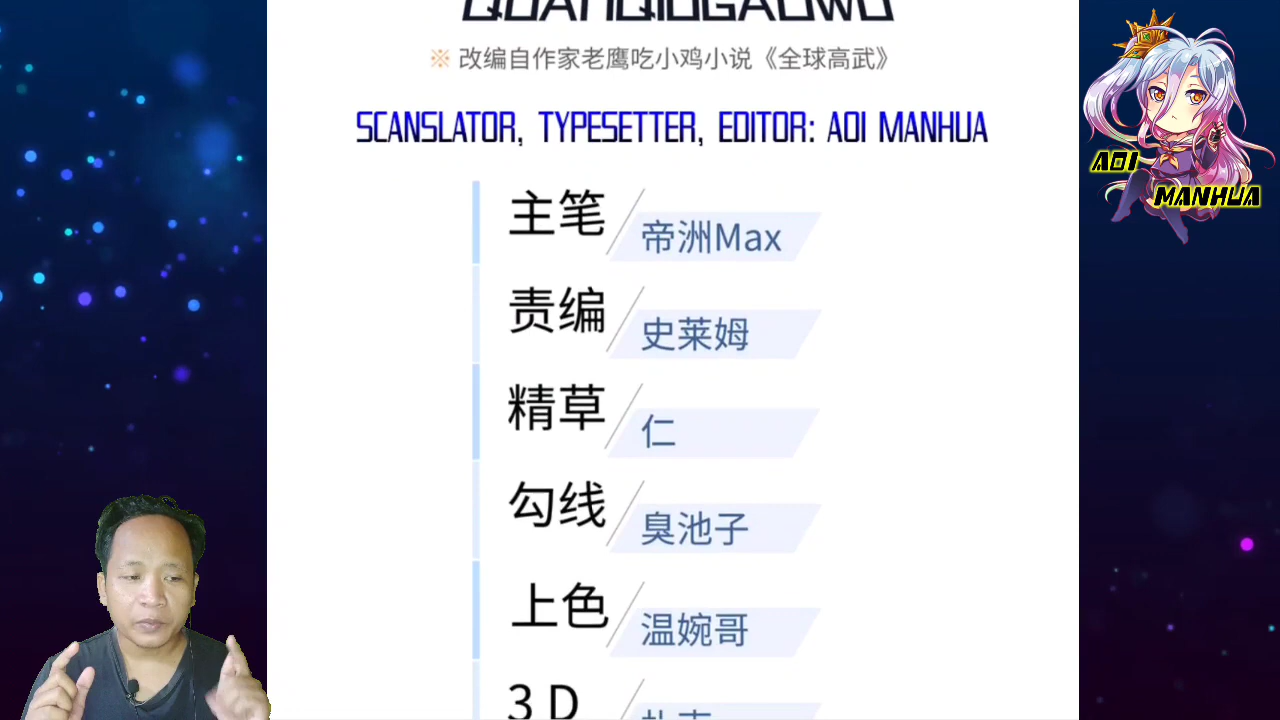 QUANQIUGAOWU
※ 改编自作家老鹰吃小鸡小说《全球高武》
SCANSLATOR, TYPESETTER, EDITOR: AOI MANHUA
主笔 帝洲Max
责编 史莱姆
精草 仁
勾线 臭池子
上色 温婉哥
3D
AOI
MANHUA